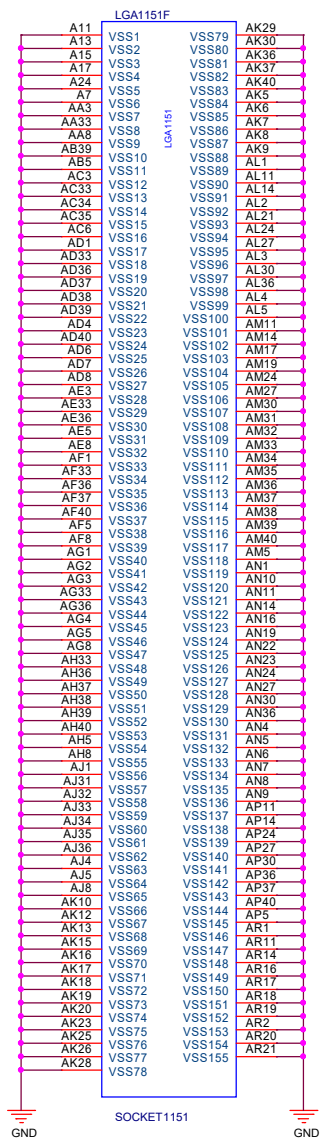 LGA1151F
LGA1151
A11 VSS1 VSS79 AK29
A13 VSS2 VSS80 AK30
A15 VSS3 VSS81 AK36
A17 VSS4 VSS82 AK37
A24 VSS5 VSS83 AK40
A7 VSS6 VSS84 AK5
AA3 VSS7 VSS85 AK6
AA33 VSS8 VSS86 AK7
AA8 VSS9 VSS87 AK8
AB39 VSS10 VSS88 AK9
AB5 VSS11 VSS89 AL1
AC3 VSS12 VSS90 AL11
AC33 VSS13 VSS91 AL14
AC34 VSS14 VSS92 AL2
AC35 VSS15 VSS93 AL21
AC6 VSS16 VSS94 AL24
AD1 VSS17 VSS95 AL27
AD33 VSS18 VSS96 AL3
AD36 VSS19 VSS97 AL30
AD37 VSS20 VSS98 AL36
AD38 VSS21 VSS99 AL4
AD39 VSS22 VSS100 AL5
AD4 VSS23 VSS101 AM11
AD40 VSS24 VSS102 AM14
AD6 VSS25 VSS103 AM17
AD7 VSS26 VSS104 AM19
AD8 VSS27 VSS105 AM24
AE3 VSS28 VSS106 AM27
AE33 VSS29 VSS107 AM30
AE36 VSS30 VSS108 AM31
AE5 VSS31 VSS109 AM32
AE8 VSS32 VSS110 AM33
AF1 VSS33 VSS111 AM34
AF33 VSS34 VSS112 AM35
AF36 VSS35 VSS113 AM36
AF37 VSS36 VSS114 AM37
AF40 VSS37 VSS115 AM38
AF5 VSS38 VSS116 AM39
AF8 VSS39 VSS117 AM40
AG1 VSS40 VSS118 AM5
AG2 VSS41 VSS119 AN1
AG3 VSS42 VSS120 AN10
AG33 VSS43 VSS121 AN11
AG36 VSS44 VSS122 AN14
AG4 VSS45 VSS123 AN16
AG5 VSS46 VSS124 AN19
AG8 VSS47 VSS125 AN22
AH33 VSS48 VSS126 AN23
AH36 VSS49 VSS127 AN24
AH37 VSS50 VSS128 AN27
AH38 VSS51 VSS129 AN30
AH39 VSS52 VSS130 AN36
AH40 VSS53 VSS131 AN4
AH5 VSS54 VSS132 AN5
AH8 VSS55 VSS133 AN6
AJ1 VSS56 VSS134 AN7
AJ31 VSS57 VSS135 AN8
AJ32 VSS58 VSS136 AN9
AJ33 VSS59 VSS137 AP11
AJ34 VSS60 VSS138 AP14
AJ35 VSS61 VSS139 AP24
AJ36 VSS62 VSS140 AP27
AJ4 VSS63 VSS141 AP30
AJ5 VSS64 VSS142 AP36
AJ8 VSS65 VSS143 AP37
AK10 VSS66 VSS144 AP40
AK12 VSS67 VSS145 AP5
AK13 VSS68 VSS146 AR1
AK15 VSS69 VSS147 AR11
AK16 VSS70 VSS148 AR14
AK17 VSS71 VSS149 AR16
AK18 VSS72 VSS150 AR17
AK19 VSS73 VSS151 AR18
AK20 VSS74 VSS152 AR19
AK23 VSS75 VSS153 AR2
AK25 VSS76 VSS154 AR20
AK26 VSS77 VSS155 AR21
AK28 VSS78
SOCKET1151
GND GND